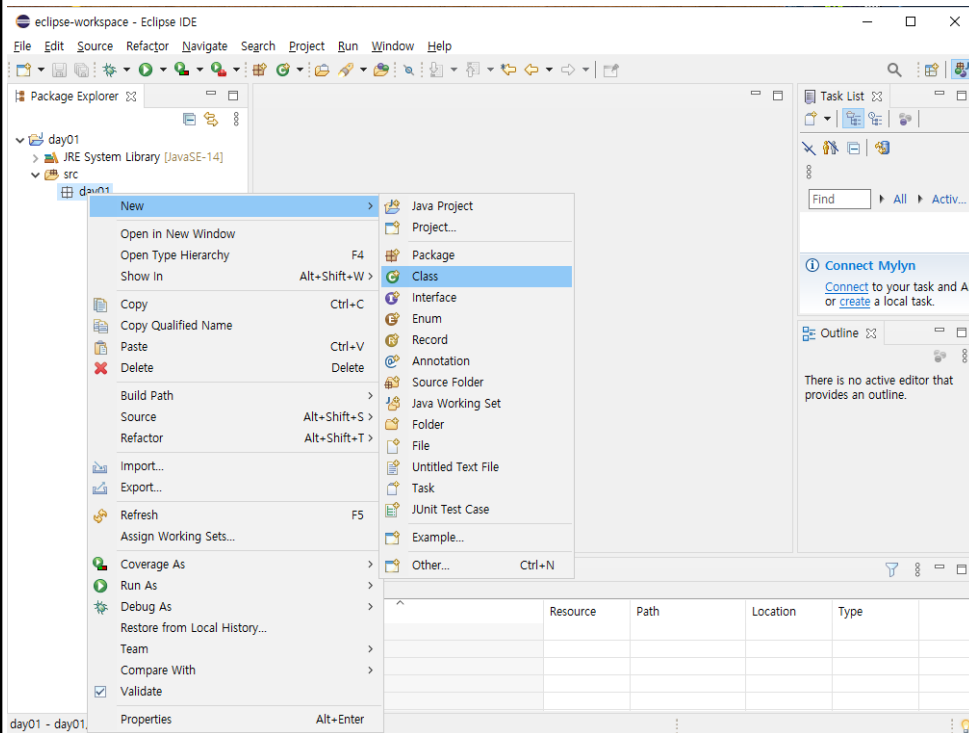 eclipse-workspace - Eclipse IDE
File Edit Source Refactor Navigate Search Project Run Window Help
Package Explorer
day01
JRE System Library [JavaSE-14]
src
day01
New
Open in New Window
Open Type Hierarchy F4
Show In Alt+Shift+W >
Copy Ctrl+C
Copy Qualified Name
Paste Ctrl+V
Delete Delete
Build Path >
Source Alt+Shift+S >
Refactor Alt+Shift+T >
Import...
Export...
Refresh F5
Assign Working Sets...
Coverage As >
Run As >
Debug As >
Restore from Local History...
Team >
Compare With >
Validate
Properties Alt+Enter
Java Project
Project...
Package
Class
Interface
Enum
Record
Annotation
Source Folder
Java Working Set
Folder
File
Untitled Text File
Task
JUnit Test Case
Example...
Other... Ctrl+N
Task List
Find All Activ...
Connect Mylyn
Connect to your task and A
or create a local task.
Outline
There is no active editor that
provides an outline.
Resource Path Location Type
day01 - day01